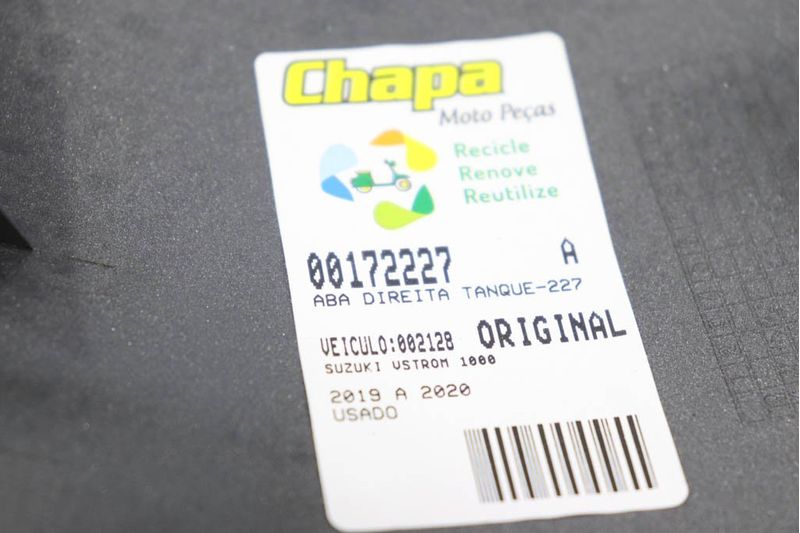 Chapa
Moto Peças
Recicle
Renove
Reutilize
00172227 A
ABA DIREITA TANQUE-227
VEICULO:002128 ORIGINAL
SUZUKI VSTROM 1000
2019 A 2020
USADO